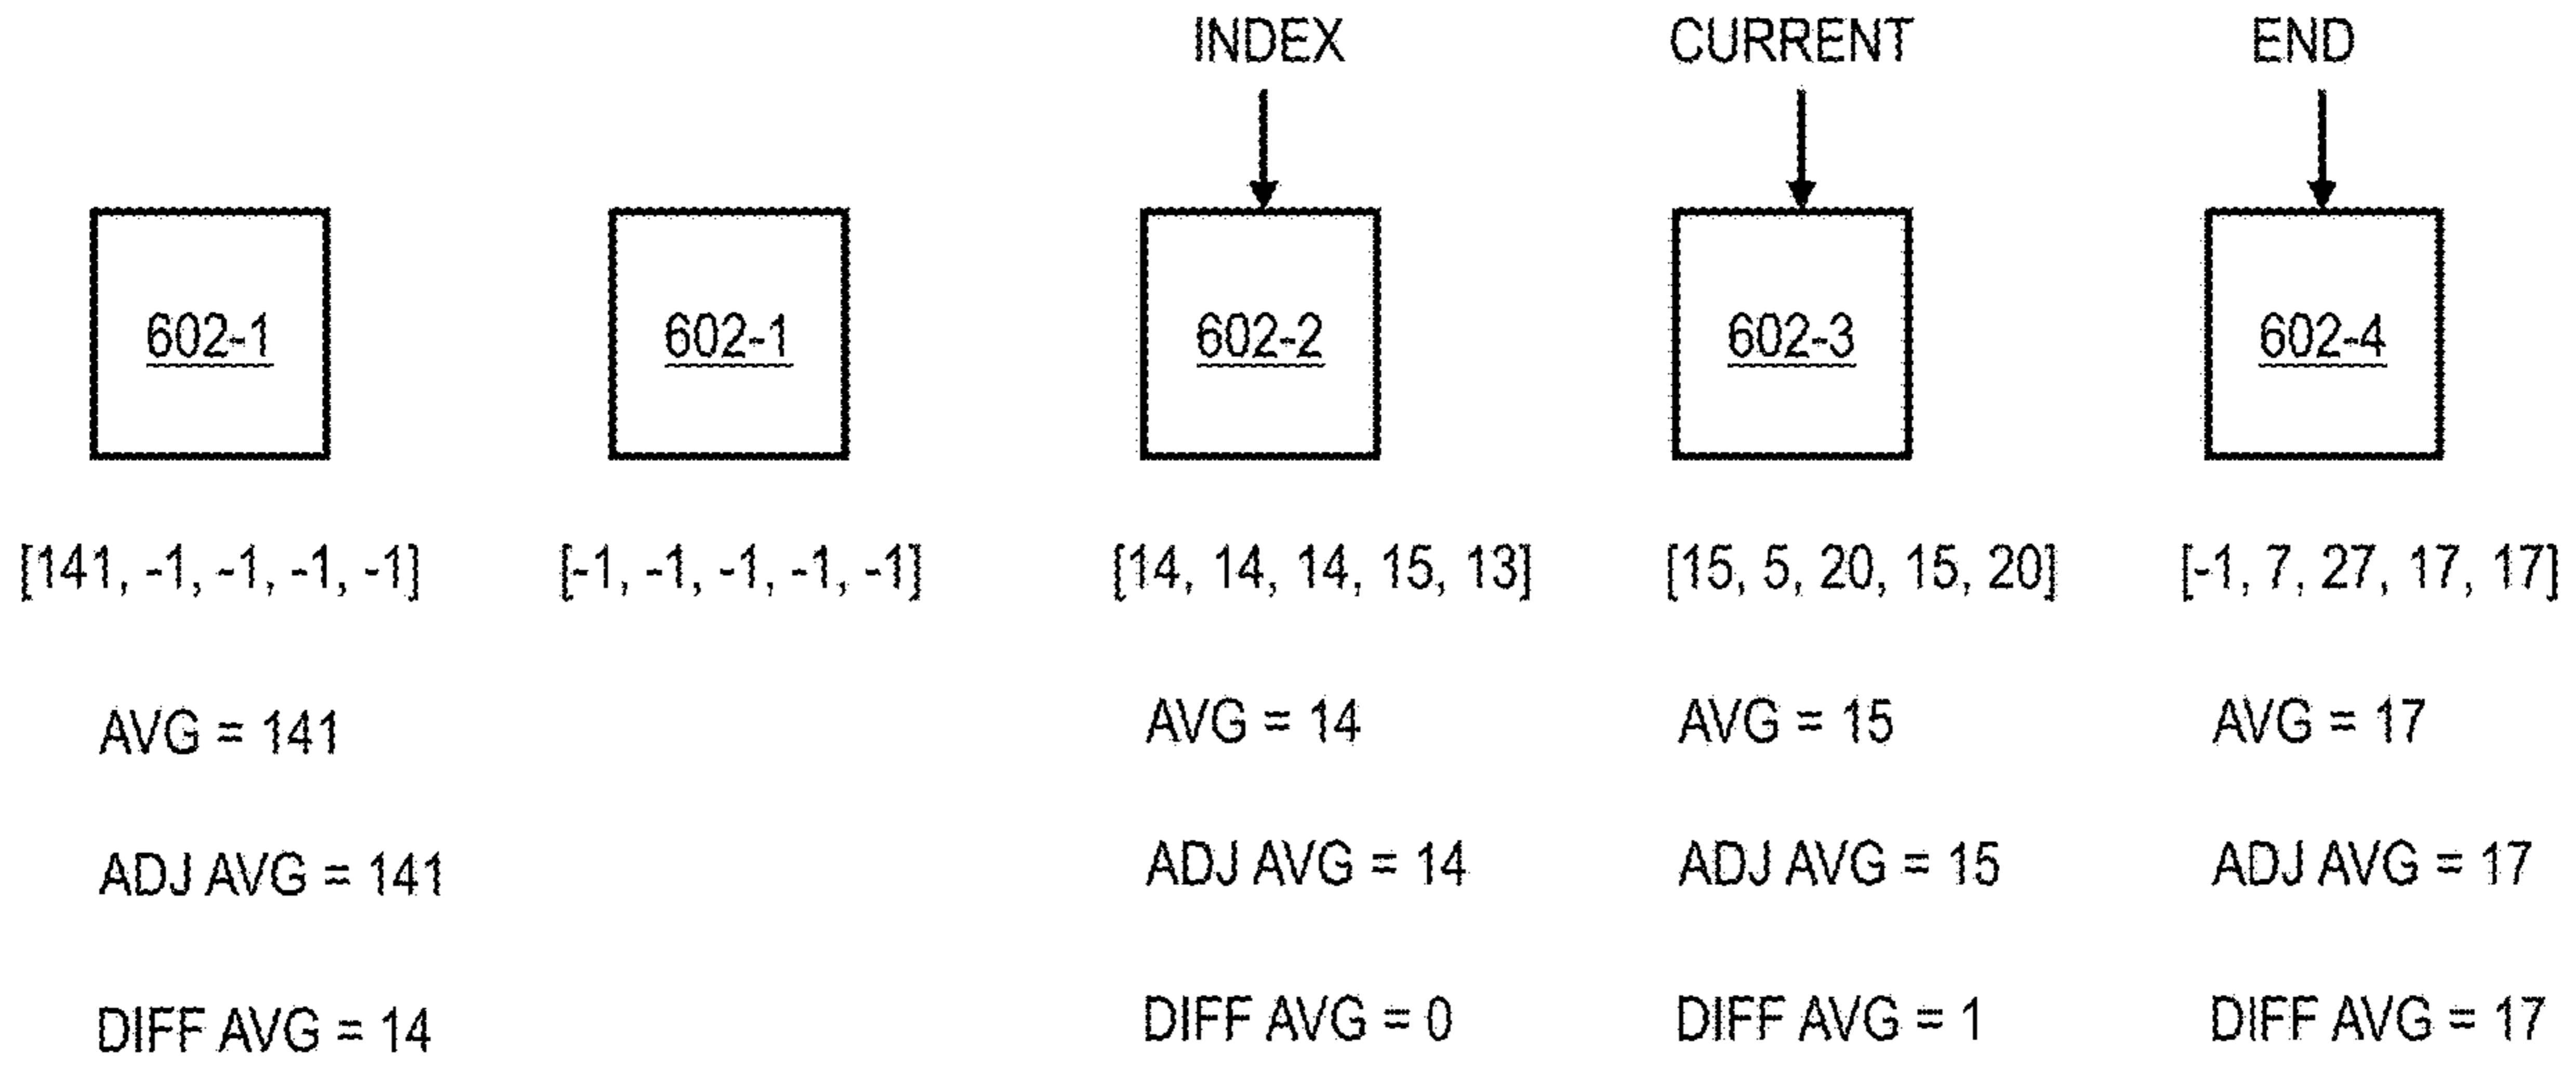 INDEX CURRENT END
602-1 602-1 602-2 602-3 602-4
[141, -1, -1, -1, -1] [-1, -1, -1, -1, -1] [14, 14, 14, 15, 13] [15, 5, 20, 15, 20] [-1, 7, 27, 17, 17]
AVG = 141 AVG = 14 AVG = 15 AVG = 17
ADJ AVG = 141 ADJ AVG = 14 ADJ AVG = 15 ADJ AVG = 17
DIFF AVG = 14 DIFF AVG = 0 DIFF AVG = 1 DIFF AVG = 17